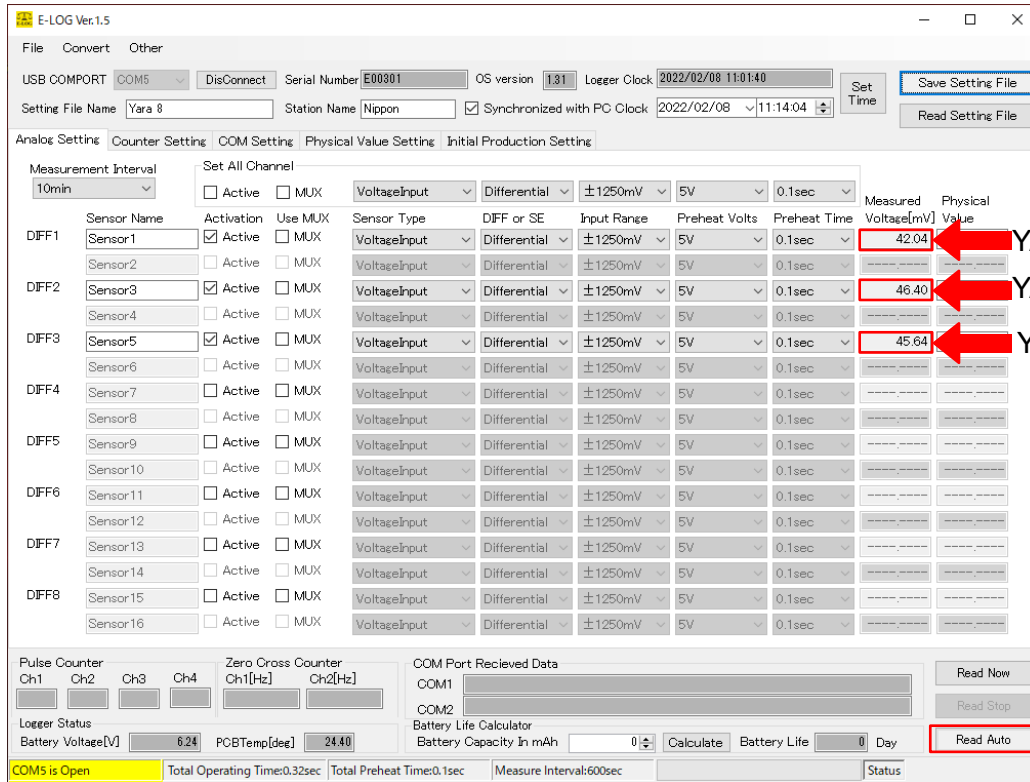 E-LOG Ver.1.5
File Convert Other
USB COMPORT COM5 DisConnect Serial Number E00301 OS version 1.31 Logger Clock 2022/02/08 11:01:40 Set Time Save Setting File
Setting File Name Yara 8 Station Name Nippon Synchronized with PC Clock 2022/02/08 11:14:04 Read Setting File
Analog Setting Counter Setting COM Setting Physical Value Setting Initial Production Setting
Measurement Interval Set All Channel
10min Active MUX VoltageInput Differential ±1250mV 5V 0.1sec Measured Physical
Sensor Name Activation Use MUX Sensor Type DIFF or SE Input Range Preheat Volts Preheat Time Voltage[mV] Value
DIFF1 Sensor1 Active MUX VoltageInput Differential ±1250mV 5V 0.1sec 42.04 Y
Sensor2 Active MUX VoltageInput Differential ±1250mV 5V 0.1sec ----.---- ----.----
DIFF2 Sensor3 Active MUX VoltageInput Differential ±1250mV 5V 0.1sec 46.40 Y
Sensor4 Active MUX VoltageInput Differential ±1250mV 5V 0.1sec ----.---- ----.----
DIFF3 Sensor5 Active MUX VoltageInput Differential ±1250mV 5V 0.1sec 45.64 Y
Sensor6 Active MUX VoltageInput Differential ±1250mV 5V 0.1sec ----.---- ----.----
DIFF4 Sensor7 Active MUX VoltageInput Differential ±1250mV 5V 0.1sec ----.---- ----.----
Sensor8 Active MUX VoltageInput Differential ±1250mV 5V 0.1sec ----.---- ----.----
DIFF5 Sensor9 Active MUX VoltageInput Differential ±1250mV 5V 0.1sec ----.---- ----.----
Sensor10 Active MUX VoltageInput Differential ±1250mV 5V 0.1sec ----.---- ----.----
DIFF6 Sensor11 Active MUX VoltageInput Differential ±1250mV 5V 0.1sec ----.---- ----.----
Sensor12 Active MUX VoltageInput Differential ±1250mV 5V 0.1sec ----.---- ----.----
DIFF7 Sensor13 Active MUX VoltageInput Differential ±1250mV 5V 0.1sec ----.---- ----.----
Sensor14 Active MUX VoltageInput Differential ±1250mV 5V 0.1sec ----.---- ----.----
DIFF8 Sensor15 Active MUX VoltageInput Differential ±1250mV 5V 0.1sec ----.---- ----.----
Sensor16 Active MUX VoltageInput Differential ±1250mV 5V 0.1sec ----.---- ----.----
Pulse Counter Zero Cross Counter COM Port Recieved Data
Ch1 Ch2 Ch3 Ch4 Ch1[Hz] Ch2[Hz] COM1 Read Now
COM2 Read Stop
Logger Status Battery Life Calculator
Battery Voltage[V] 6.24 PCBTemp[deg] 24.40 Battery Capacity In mAh 0 Calculate Battery Life 0 Day Read Auto
COM5 is Open Total Operating Time:0.32sec Total Preheat Time:0.1sec Measure Interval:600sec Status